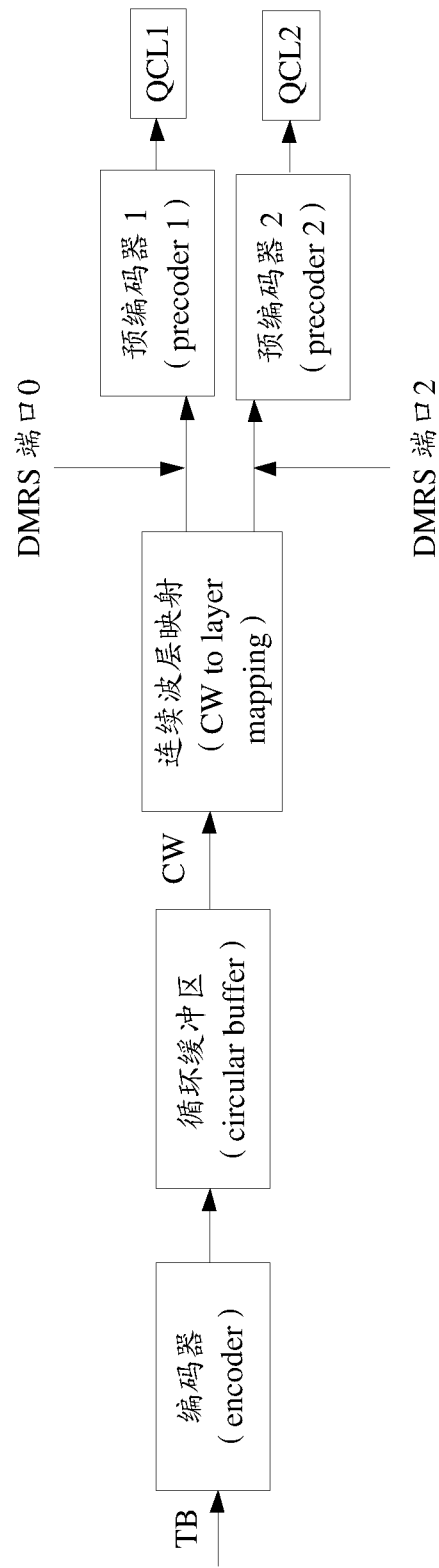 TB
编码器
(encoder)
循环缓冲区
(circular buffer)
CW
连续波层映射
(CW to layer
mapping)
DMRS 端口0
DMRS 端口2
预编码器 1
(precoder 1)
预编码器 2
(precoder 2)
QCL1
QCL2